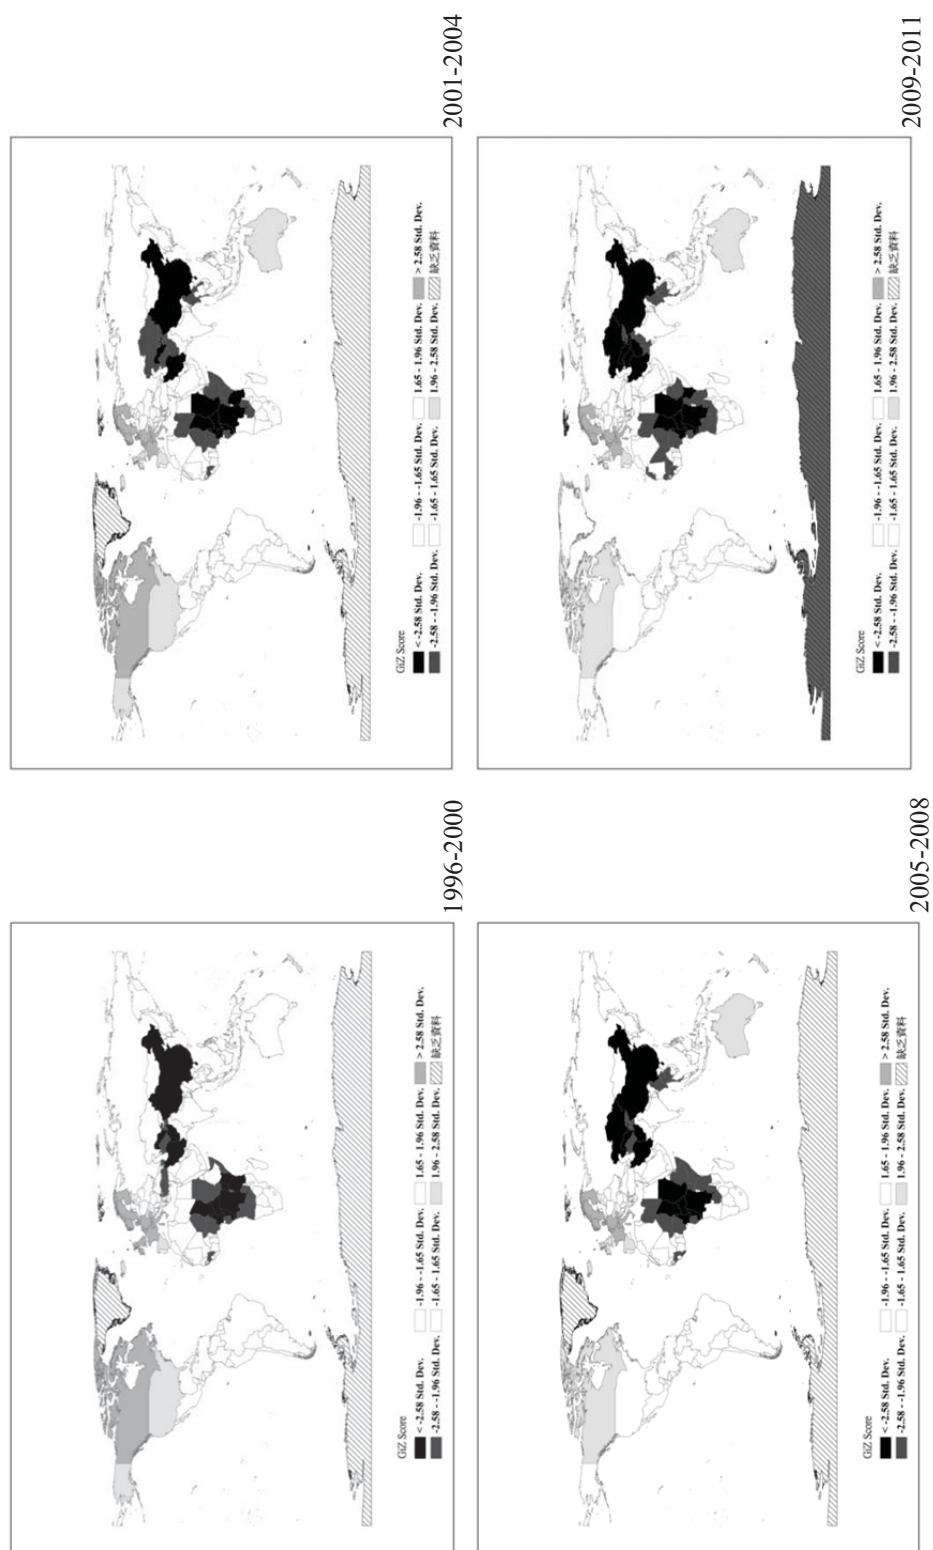 GiZ Score
< -2.58 Std. Dev. -1.96 - -1.65 Std. Dev. 1.65 - 1.96 Std. Dev. > 2.58 Std. Dev.
-2.58 - -1.96 Std. Dev. -1.65 - 1.65 Std. Dev. 1.96 - 2.58 Std. Dev. 缺乏資料
1996-2000
GiZ Score
< -2.58 Std. Dev. -1.96 - -1.65 Std. Dev. 1.65 - 1.96 Std. Dev. > 2.58 Std. Dev.
-2.58 - -1.96 Std. Dev. -1.65 - 1.65 Std. Dev. 1.96 - 2.58 Std. Dev. 缺乏資料
2001-2004
GiZ Score
< -2.58 Std. Dev. -1.96 - -1.65 Std. Dev. 1.65 - 1.96 Std. Dev. > 2.58 Std. Dev.
-2.58 - -1.96 Std. Dev. -1.65 - 1.65 Std. Dev. 1.96 - 2.58 Std. Dev. 缺乏資料
2005-2008
GiZ Score
< -2.58 Std. Dev. -1.96 - -1.65 Std. Dev. 1.65 - 1.96 Std. Dev. > 2.58 Std. Dev.
-2.58 - -1.96 Std. Dev. -1.65 - 1.65 Std. Dev. 1.96 - 2.58 Std. Dev. 缺乏資料
2009-2011